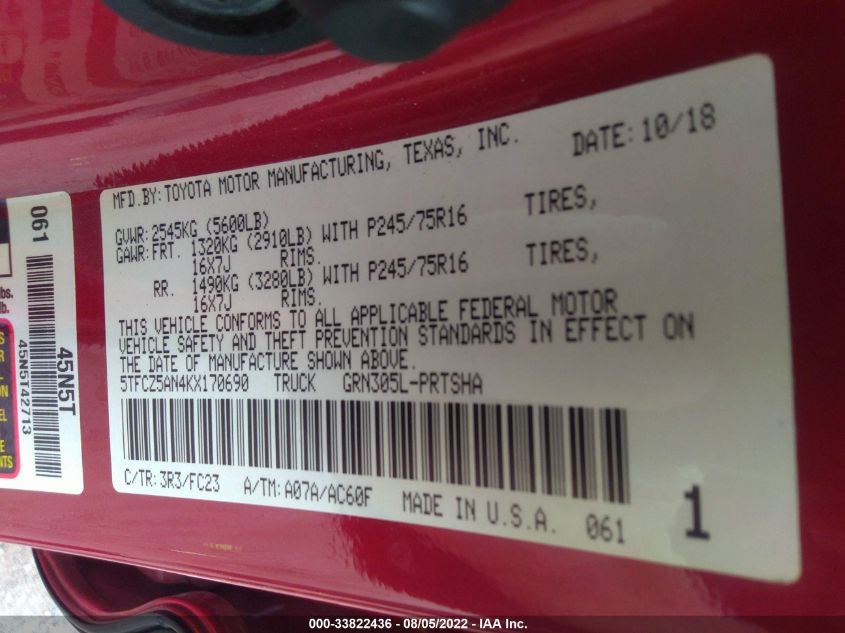 MFD.BY: TOYOTA MOTOR MANUFACTURING, TEXAS, INC. DATE: 10/18
GVWR: 2545KG (5600LB)
GAWR: FRT. 1320KG (2910LB) WITH P245/75R16 TIRES,
16X7J RIMS.
RR. 1490KG (3280LB) WITH P245/75R16 TIRES,
16X7J RIMS.
THIS VEHICLE CONFORMS TO ALL APPLICABLE FEDERAL MOTOR
VEHICLE SAFETY AND THEFT PREVENTION STANDARDS IN EFFECT ON
THE DATE OF MANUFACTURE SHOWN ABOVE.
5TFCZ5AN4KX170690 TRUCK GRN305L-PRTSHA
C/TR: 3R3/FC23 A/TM: A07A/AC60F MADE IN U.S.A. 061 1
061
45N5T
45N5T42713
lbs.
lb.
000-33822436 - 08/05/2022 - IAA Inc.